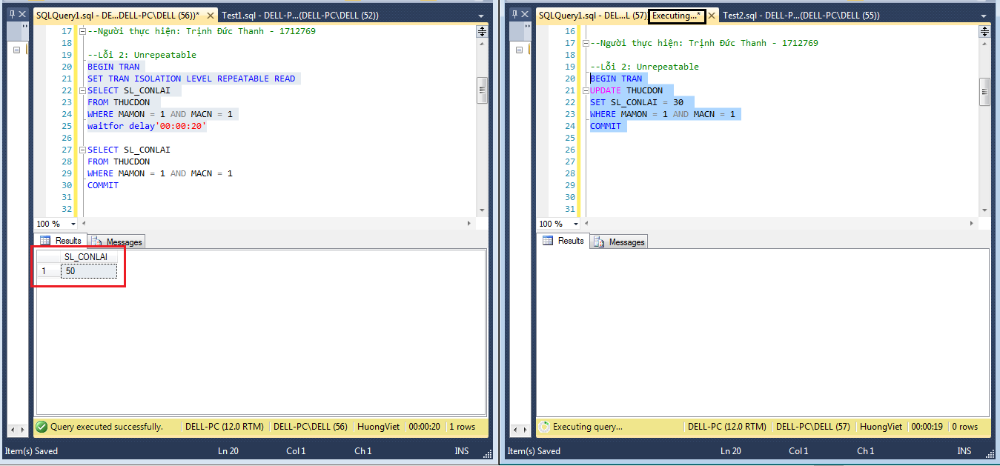 SQLQuery1.sql - DE...DELL-PC\DELL (56))*
Test1.sql - DELL-P...(DELL-PC\DELL (52))
17 --Người thực hiện: Trịnh Đức Thanh - 1712769
18
19 --Lỗi 2: Unrepeatable
20 BEGIN TRAN
21 SET TRAN ISOLATION LEVEL REPEATABLE READ
22 SELECT SL_CONLAI
23 FROM THUCDON
24 WHERE MAMON = 1 AND MACN = 1
25 waitfor delay'00:00:20'
26
27 SELECT SL_CONLAI
28 FROM THUCDON
29 WHERE MAMON = 1 AND MACN = 1
30 COMMIT
31
32
100 %
Results Messages
SL_CONLAI
1 50
Query executed successfully. DELL-PC (12.0 RTM) DELL-PC\DELL (56) HuongViet 00:00:20 1 rows
Item(s) Saved Ln 20 Col 1 Ch 1 INS
SQLQuery1.sql - DEL...L (57) Executing...*
Test2.sql - DELL-P...(DELL-PC\DELL (55))
16
17 --Người thực hiện: Trịnh Đức Thanh - 1712769
18
19 --Lỗi 2: Unrepeatable
20 BEGIN TRAN
21 UPDATE THUCDON
22 SET SL_CONLAI = 30
23 WHERE MAMON = 1 AND MACN = 1
24 COMMIT
25
26
27
28
29
30
31
100 %
Results Messages
Executing query... DELL-PC (12.0 RTM) DELL-PC\DELL (57) HuongViet 00:00:19 0 rows
Item(s) Saved Ln 20 Col 1 Ch 1 INS